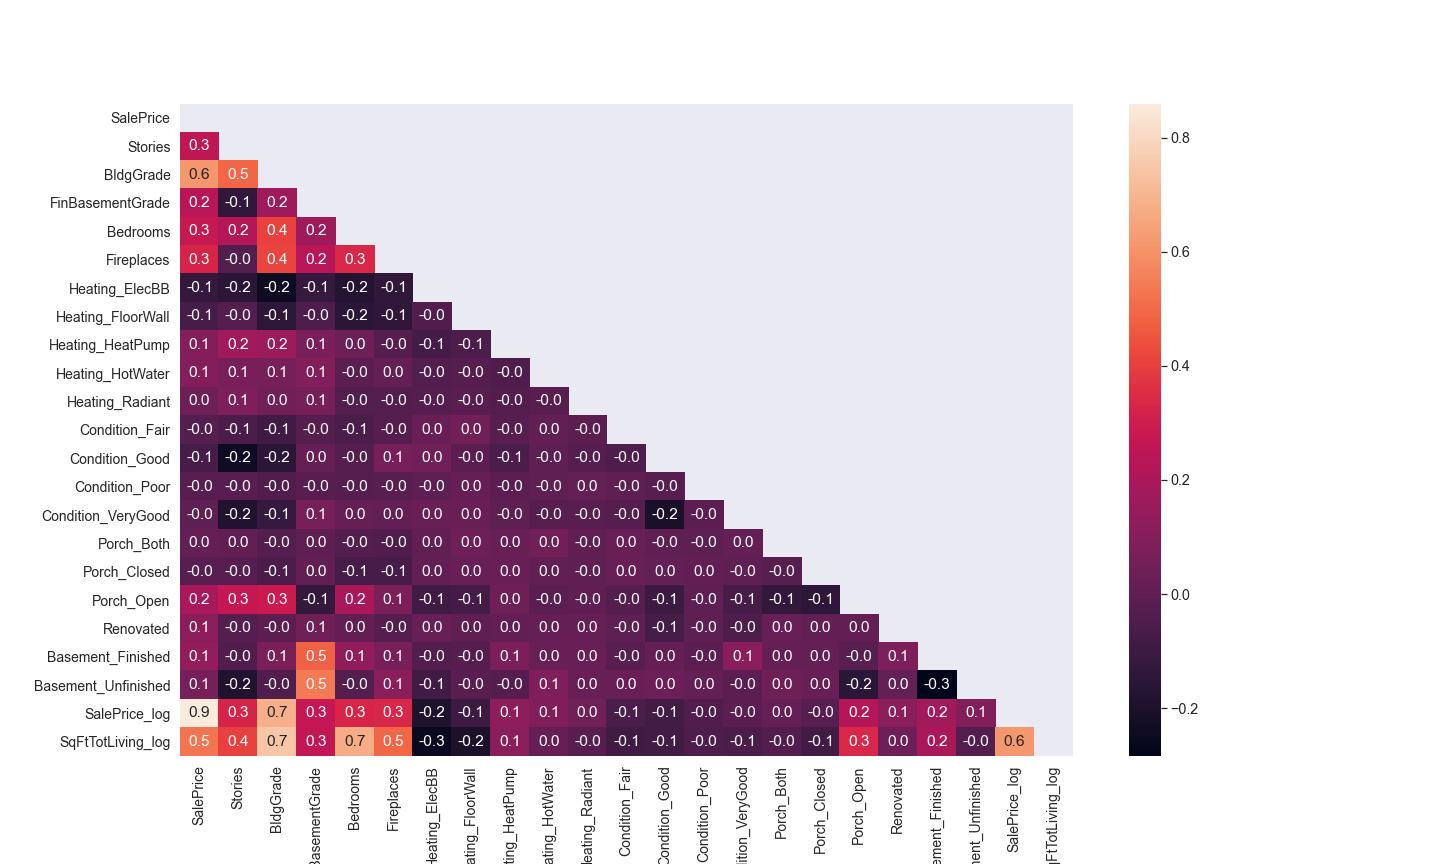 SalePrice
Stories 0.3
BldgGrade 0.6 0.5
FinBasementGrade 0.2 -0.1 0.2
Bedrooms 0.3 0.2 0.4 0.2
Fireplaces 0.3 -0.0 0.4 0.2 0.3
Heating_ElecBB -0.1 -0.2 -0.2 -0.1 -0.2 -0.1
Heating_FloorWall -0.1 -0.0 -0.1 -0.0 -0.2 -0.1 -0.0
Heating_HeatPump 0.1 0.2 0.2 0.1 0.0 -0.0 -0.1 -0.1
Heating_HotWater 0.1 0.1 0.1 0.1 -0.0 0.0 -0.0 -0.0 -0.0
Heating_Radiant 0.0 0.1 0.0 0.1 -0.0 -0.0 -0.0 -0.0 -0.0 -0.0
Condition_Fair -0.0 -0.1 -0.1 -0.0 -0.1 -0.0 0.0 0.0 -0.0 0.0 -0.0
Condition_Good -0.1 -0.2 -0.2 0.0 -0.0 0.1 0.0 -0.0 -0.1 -0.0 -0.0 -0.0
Condition_Poor -0.0 -0.0 -0.0 -0.0 -0.0 -0.0 -0.0 0.0 -0.0 -0.0 0.0 -0.0 -0.0
Condition_VeryGood -0.0 -0.2 -0.1 0.1 0.0 0.0 0.0 0.0 -0.0 -0.0 -0.0 -0.0 -0.2 -0.0
Porch_Both 0.0 0.0 -0.0 0.0 -0.0 -0.0 0.0 0.0 0.0 0.0 -0.0 0.0 -0.0 -0.0 0.0
Porch_Closed -0.0 -0.0 -0.1 0.0 -0.1 -0.1 0.0 0.0 -0.0 0.0 -0.0 0.0 0.0 0.0 -0.0 -0.0
Porch_Open 0.2 0.3 0.3 -0.1 0.2 0.1 -0.1 -0.1 0.0 -0.0 -0.0 -0.0 -0.1 -0.0 -0.1 -0.1 -0.1
Renovated 0.1 -0.0 -0.0 0.1 0.0 -0.0 0.0 0.0 -0.0 0.0 0.0 -0.0 -0.1 -0.0 -0.0 0.0 0.0 0.0
Basement_Finished 0.1 -0.0 0.1 0.5 0.1 0.1 -0.0 -0.0 0.1 0.0 0.0 -0.0 0.0 -0.0 0.1 0.0 0.0 -0.0 0.1
Basement_Unfinished 0.1 -0.2 -0.0 0.5 -0.0 0.1 -0.1 -0.0 -0.0 0.1 0.0 0.0 0.0 0.0 -0.0 0.0 0.0 -0.2 0.0 -0.3
SalePrice_log 0.9 0.3 0.7 0.3 0.3 0.3 -0.2 -0.1 0.1 0.1 0.0 -0.1 -0.1 -0.0 -0.0 0.0 -0.0 0.2 0.1 0.2 0.1
SqFtTotLiving_log 0.5 0.4 0.7 0.3 0.7 0.5 -0.3 -0.2 0.1 0.0 -0.0 -0.1 -0.1 -0.0 -0.1 -0.0 -0.1 0.3 0.0 0.2 -0.0 0.6
SalePrice
Stories
BldgGrade
BasementGrade
Bedrooms
Fireplaces
Heating_ElecBB
ating_FloorWall
ting_HeatPump
ating_HotWater
Heating_Radiant
Condition_Fair
Condition_Good
Condition_Poor
dition_VeryGood
Porch_Both
Porch_Closed
Porch_Open
Renovated
ement_Finished
ment_Unfinished
SalePrice_log
qFtTotLiving_log
0.8
0.6
0.4
0.2
0.0
−0.2